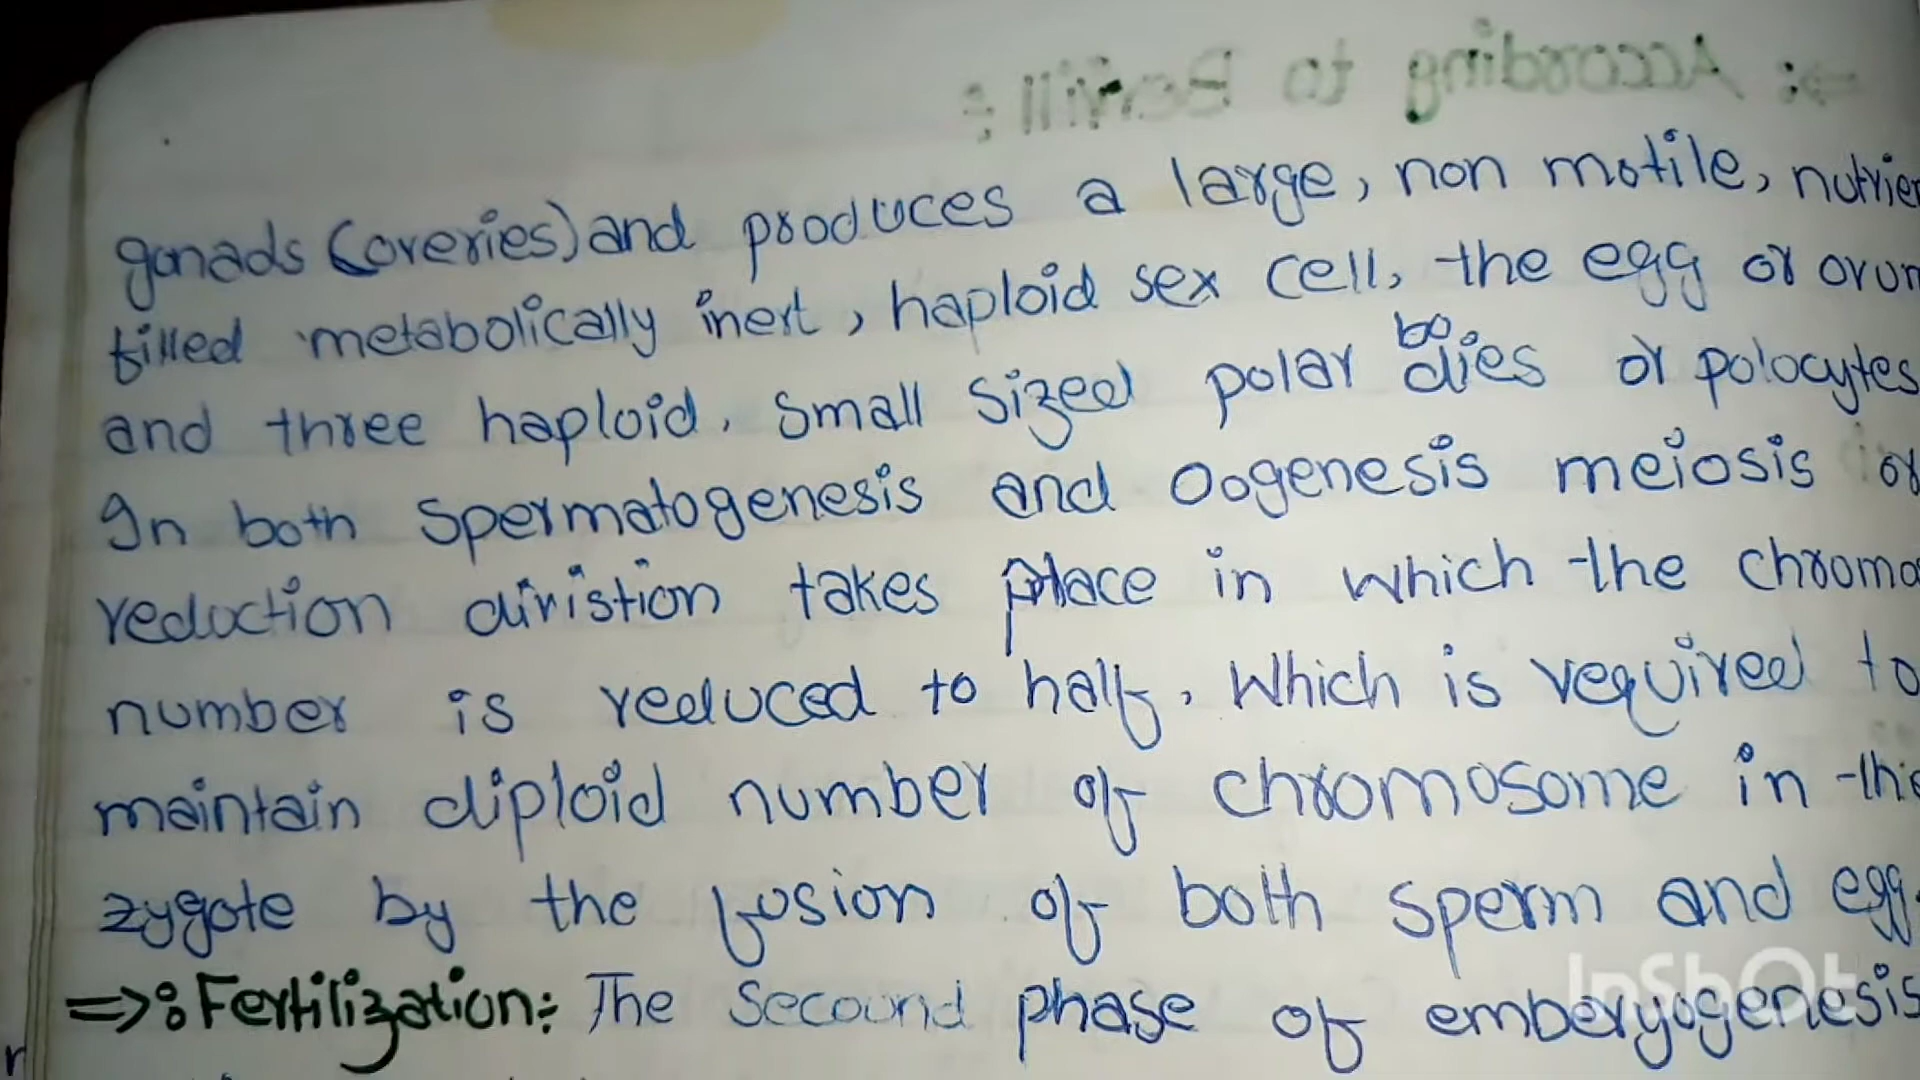 gonads (overies) and produces a large, non motile, nutrien
filled metabolically inert, haploid sex cell, the egg or ovum
and three haploid, small sized polar bodies or polocytes
In both spermatogenesis and oogenesis meiosis or
reduction divistion takes place in which the chromo
number is reduced to half, which is required to
maintain diploid number of chromosome in the
zygote by the fusion of both sperm and egg.
=>: Fertilization: The secound phase of emberyogenesis
InShOt